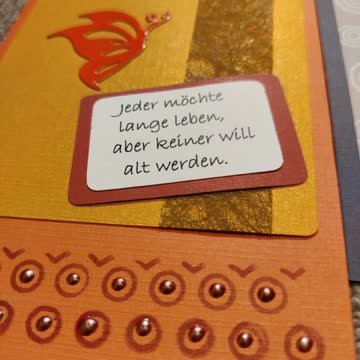 Jeder möchte
lange leben,
aber keiner will
alt werden.